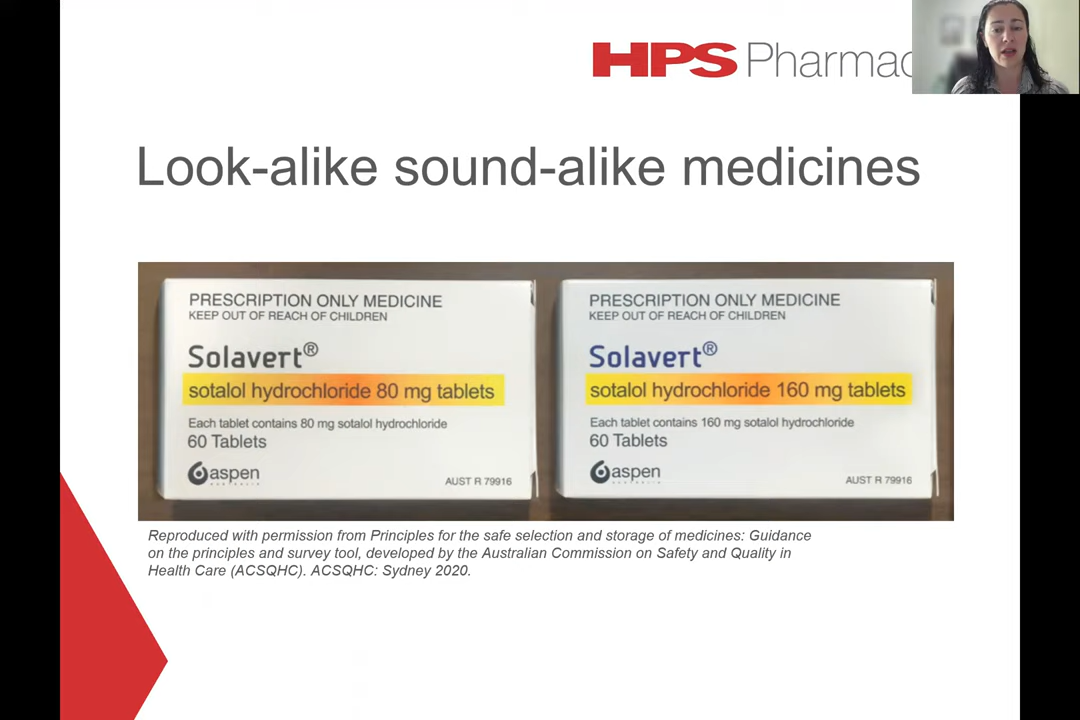 HPS Pharmac
Look-alike sound-alike medicines
PRESCRIPTION ONLY MEDICINE
KEEP OUT OF REACH OF CHILDREN
Solavert®
sotalol hydrochloride 80 mg tablets
Each tablet contains 80 mg sotalol hydrochloride
60 Tablets
aspen
AUSTRALIA
AUST R 79916
PRESCRIPTION ONLY MEDICINE
KEEP OUT OF REACH OF CHILDREN
Solavert®
sotalol hydrochloride 160 mg tablets
Each tablet contains 160 mg sotalol hydrochloride
60 Tablets
aspen
AUSTRALIA
AUST R 79916
Reproduced with permission from Principles for the safe selection and storage of medicines: Guidance
on the principles and survey tool, developed by the Australian Commission on Safety and Quality in
Health Care (ACSQHC). ACSQHC: Sydney 2020.